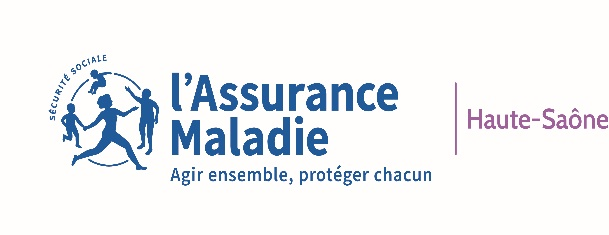 SÉCURITÉ SOCIALE
l'Assurance
Maladie
Agir ensemble, protéger chacun
Haute-Saône